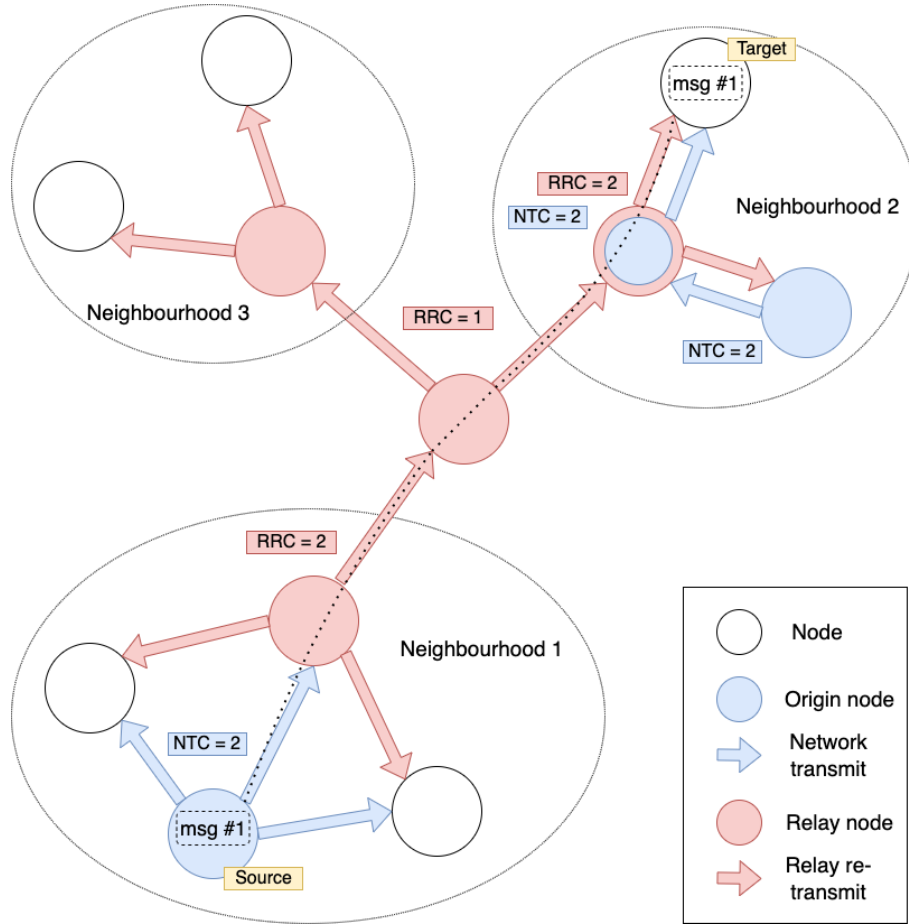 Target
msg #1
RRC = 2
NTC = 2
Neighbourhood 2
Neighbourhood 3
RRC = 1
NTC = 2
RRC = 2
Neighbourhood 1
NTC = 2
msg #1
Source
Node
Origin node
Network
transmit
Relay node
Relay re-
transmit